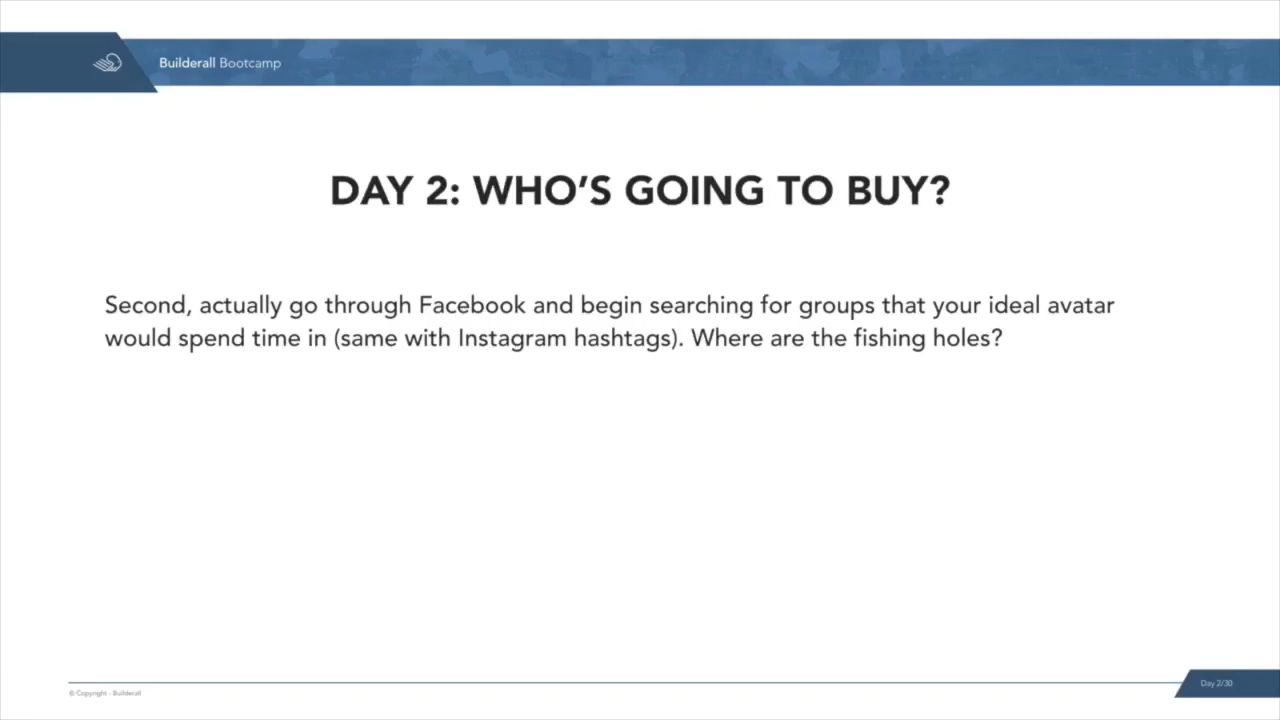 Builderall Bootcamp
DAY 2: WHO'S GOING TO BUY?
Second, actually go through Facebook and begin searching for groups that your ideal avatar
would spend time in (same with Instagram hashtags). Where are the fishing holes?
© Copyright - Builderall
Day 2/30